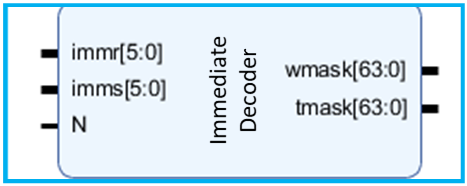 immr[5:0]
imms[5:0]
N
Immediate
Decoder
wmask[63:0]
tmask[63:0]